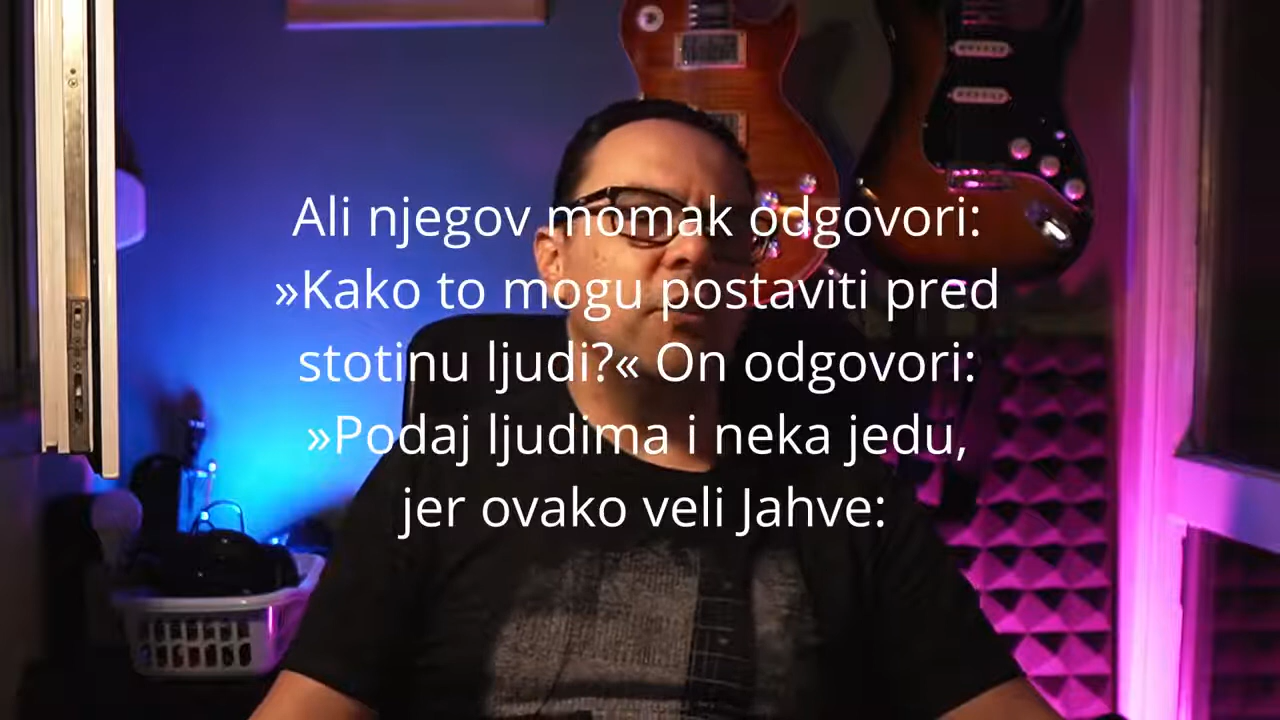 Ali njegov momak odgovori:
»Kako to mogu postaviti pred
stotinu ljudi?« On odgovori:
»Podaj ljudima i neka jedu,
jer ovako veli Jahve: